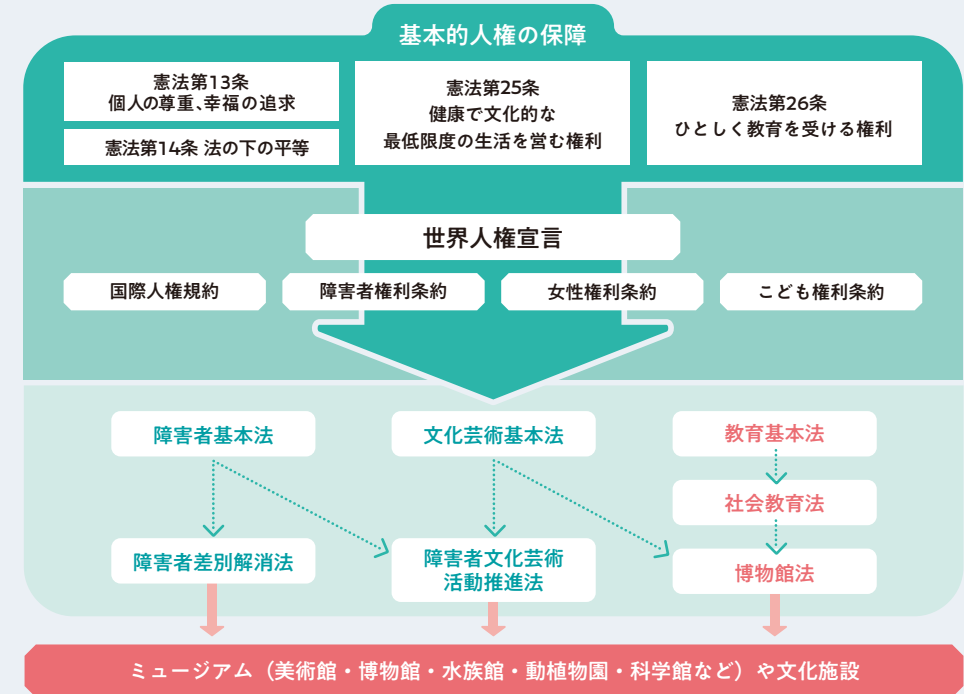 基本的人権の保障
憲法第13条
個人の尊重、幸福の追求
憲法第14条 法の下の平等
憲法第25条
健康で文化的な
最低限度の生活を営む権利
憲法第26条
ひとしく教育を受ける権利
世界人権宣言
国際人権規約
障害者権利条約
女性権利条約
こども権利条約
障害者基本法
文化芸術基本法
教育基本法
社会教育法
障害者差別解消法
障害者文化芸術
活動推進法
博物館法
ミュージアム（美術館・博物館・水族館・動植物園・科学館など）や文化施設